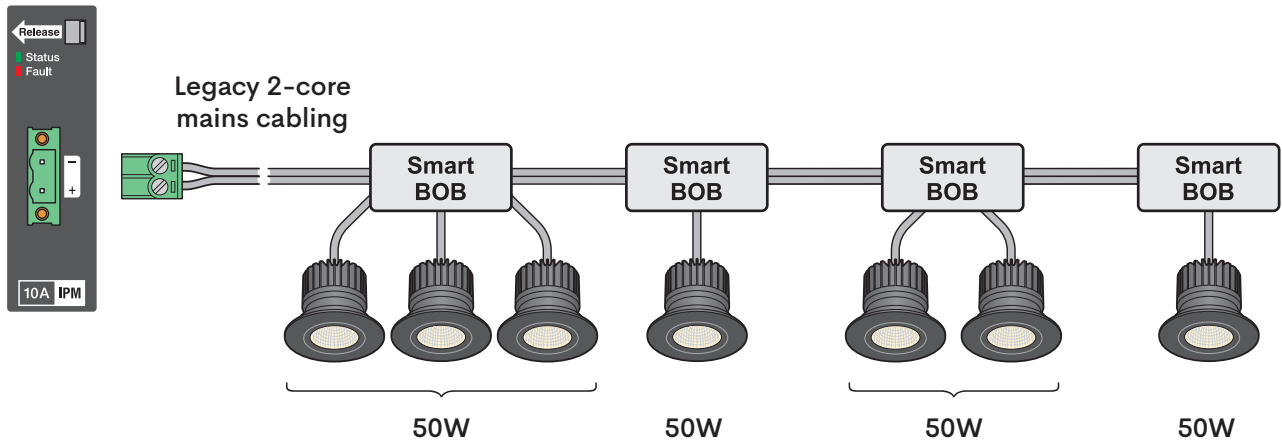 Release
Status
Fault
Legacy 2-core
mains cabling
−
+
10A IPM
Smart
BOB
Smart
BOB
Smart
BOB
Smart
BOB
50W
50W
50W
50W